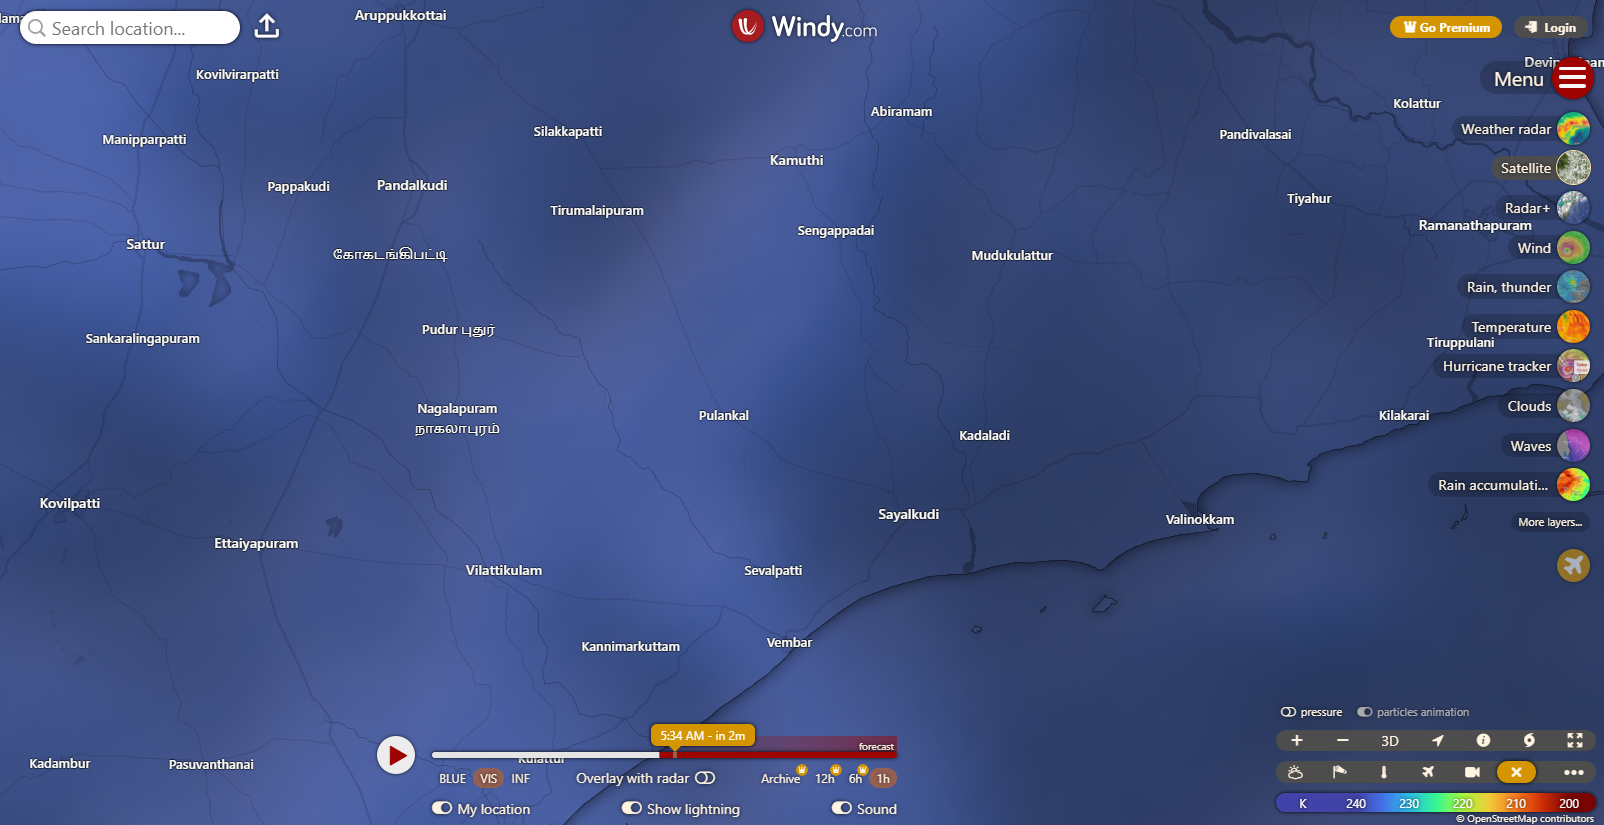 Aruppukkottai
Search location...
Windy.com
Go Premium
Login
Kovilvirarpatti
Menu
Abiramam
Kolattur
Manipparpatti
Silakkapatti
Pandivalasai
Weather radar
Kamuthi
Satellite
Pappakudi
Pandalkudi
Tirumalaipuram
Tiyahur
Radar+
Ramanathapuram
Sengappadai
Sattur
கோகடங்கிபட்டி
Mudukulattur
Wind
Rain, thunder
Pudur புதுர்
Temperature
Sankaralingapuram
Tiruppulani
Hurricane tracker
Nagalapuram
நாகலாபுரம்
Pulankal
Clouds
Kilakarai
Kadaladi
Waves
Rain accumulati...
Kovilpatti
Sayalkudi
Valinokkam
More layers...
Ettaiyapuram
Vilattikulam
Sevalpatti
Kannimarkuttam
Vembar
pressure
particles animation
5:34 AM - in 2m
forecast
3D
Kadambur
Pasuvanthanai
BLUE VIS INF
Overlay with radar
Archive 12h 6h 1h
My location
Show lightning
Sound
K 240 230 220 210 200
© OpenStreetMap contributors